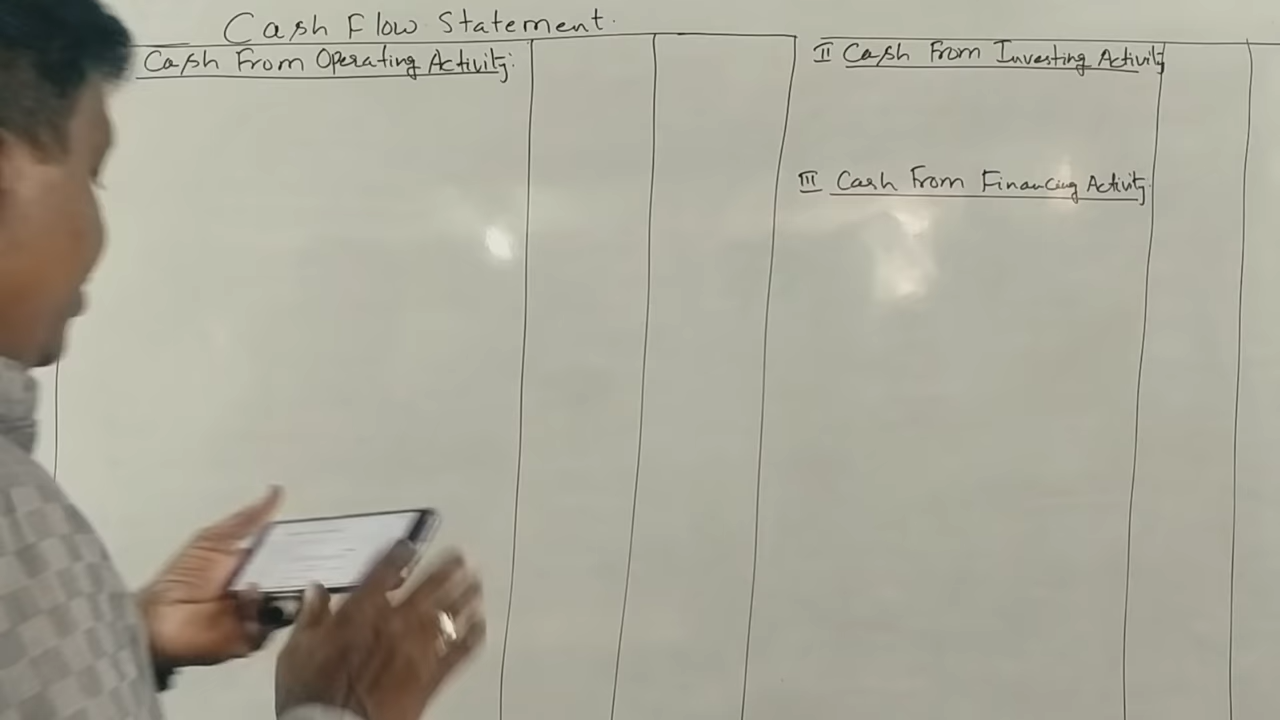 Cash Flow Statement.
Cash From Operating Activity:
II Cash From Investing Activity
III Cash From Financing Activity